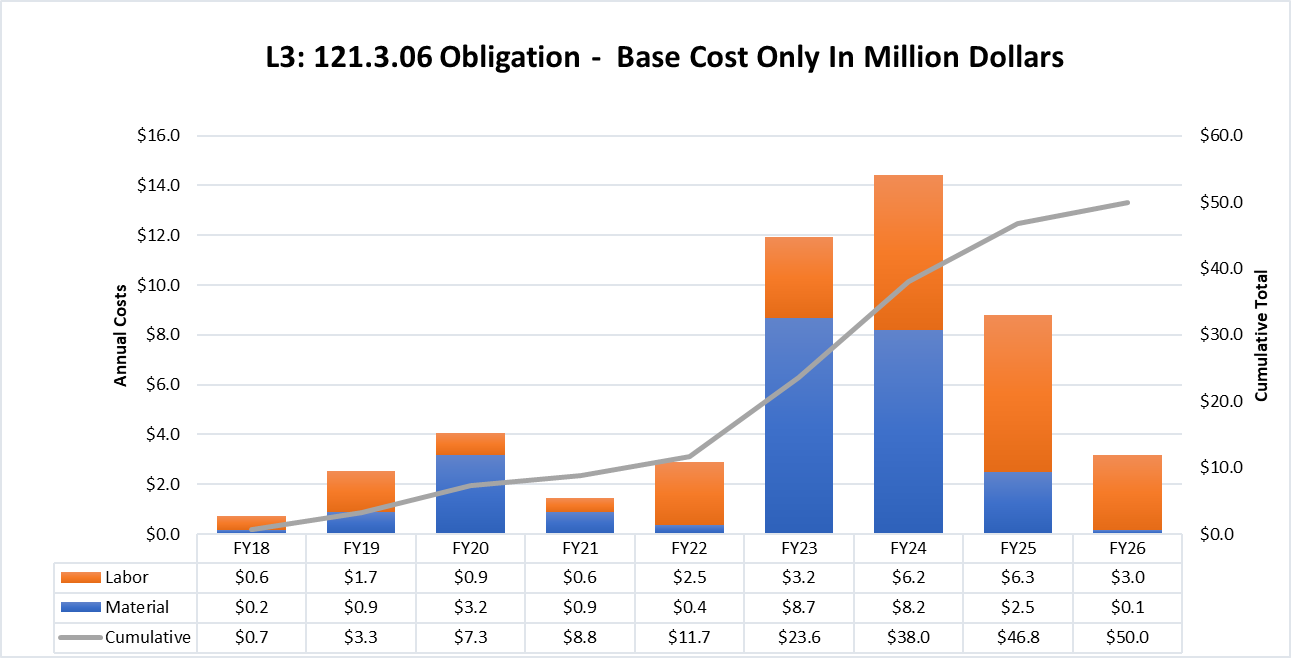 L3: 121.3.06 Obligation - Base Cost Only In Million Dollars
$16.0 $60.0
$14.0 $50.0
$12.0 $40.0
$10.0 $30.0
$8.0 $20.0
$6.0 $10.0
$4.0 $0.0
$2.0
$0.0
Annual Costs
Cumulative Total
FY18 FY19 FY20 FY21 FY22 FY23 FY24 FY25 FY26
Labor $0.6 $1.7 $0.9 $0.6 $2.5 $3.2 $6.2 $6.3 $3.0
Material $0.2 $0.9 $3.2 $0.9 $0.4 $8.7 $8.2 $2.5 $0.1
Cumulative $0.7 $3.3 $7.3 $8.8 $11.7 $23.6 $38.0 $46.8 $50.0